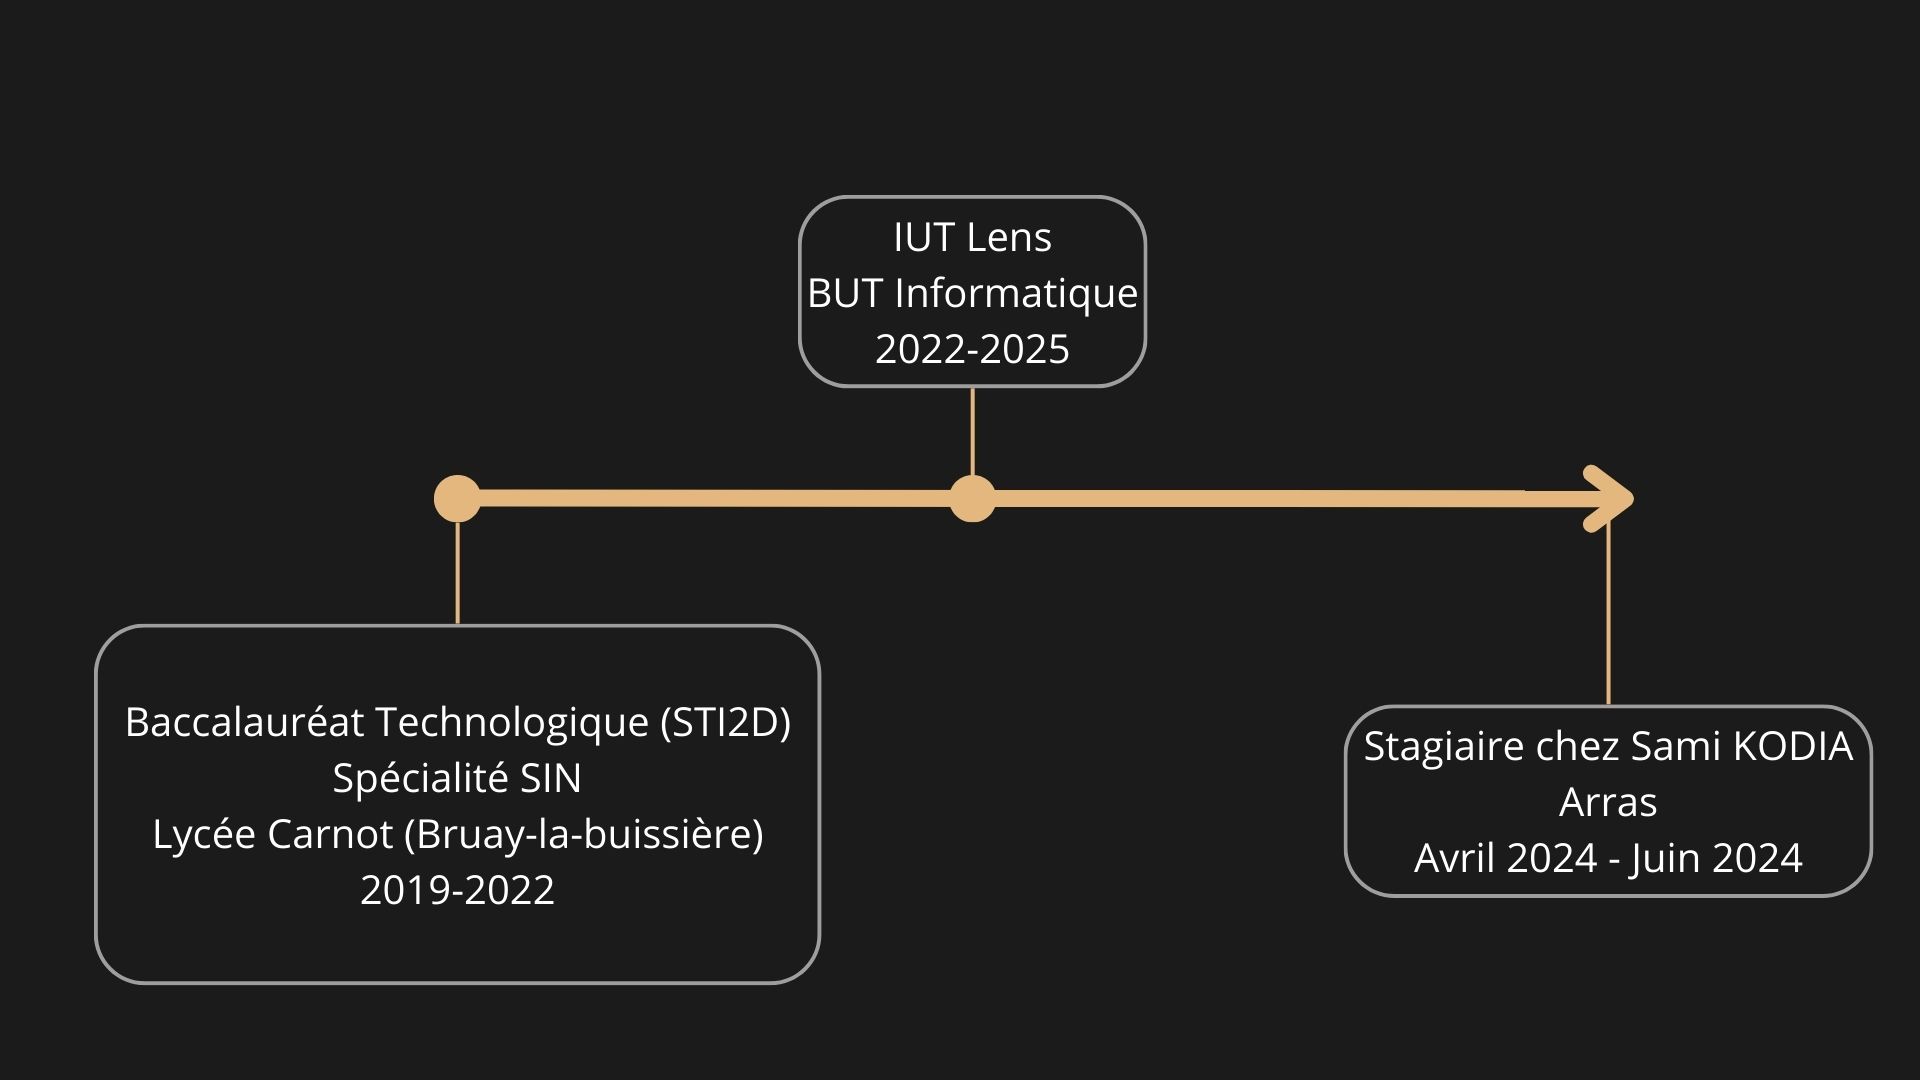 IUT Lens
BUT Informatique
2022-2025
Baccalauréat Technologique (STI2D)
Spécialité SIN
Lycée Carnot (Bruay-la-buissière)
2019-2022
Stagiaire chez Sami KODIA
Arras
Avril 2024 - Juin 2024